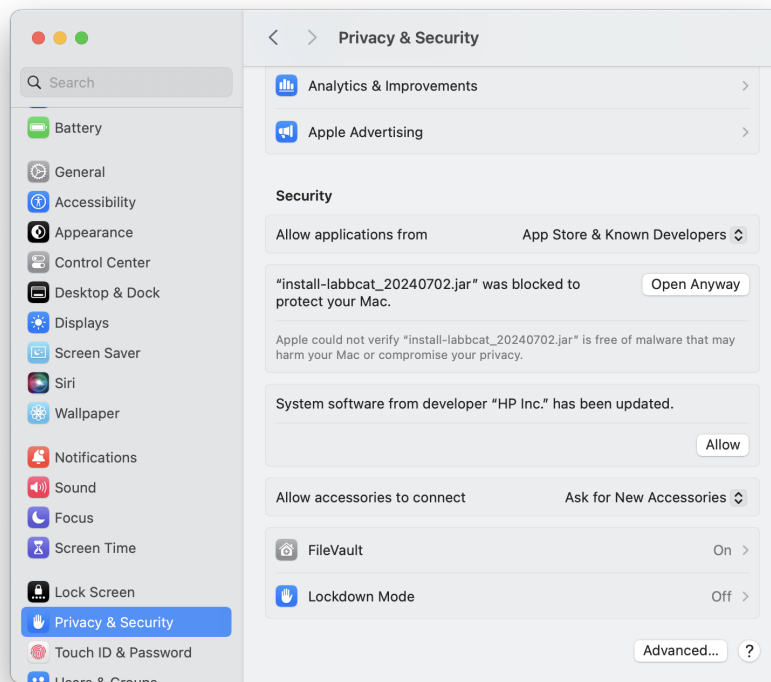 Privacy & Security
Search
Battery
General
Accessibility
Appearance
Control Center
Desktop & Dock
Displays
Screen Saver
Siri
Wallpaper
Notifications
Sound
Focus
Screen Time
Lock Screen
Privacy & Security
Touch ID & Password
Users & Groups
Analytics & Improvements
Apple Advertising
Security
Allow applications from App Store & Known Developers
“install-labbcat_20240702.jar” was blocked to
protect your Mac.
Open Anyway
Apple could not verify “install-labbcat_20240702.jar” is free of malware that may
harm your Mac or compromise your privacy.
System software from developer “HP Inc.” has been updated.
Allow
Allow accessories to connect Ask for New Accessories
FileVault On
Lockdown Mode Off
Advanced... ?